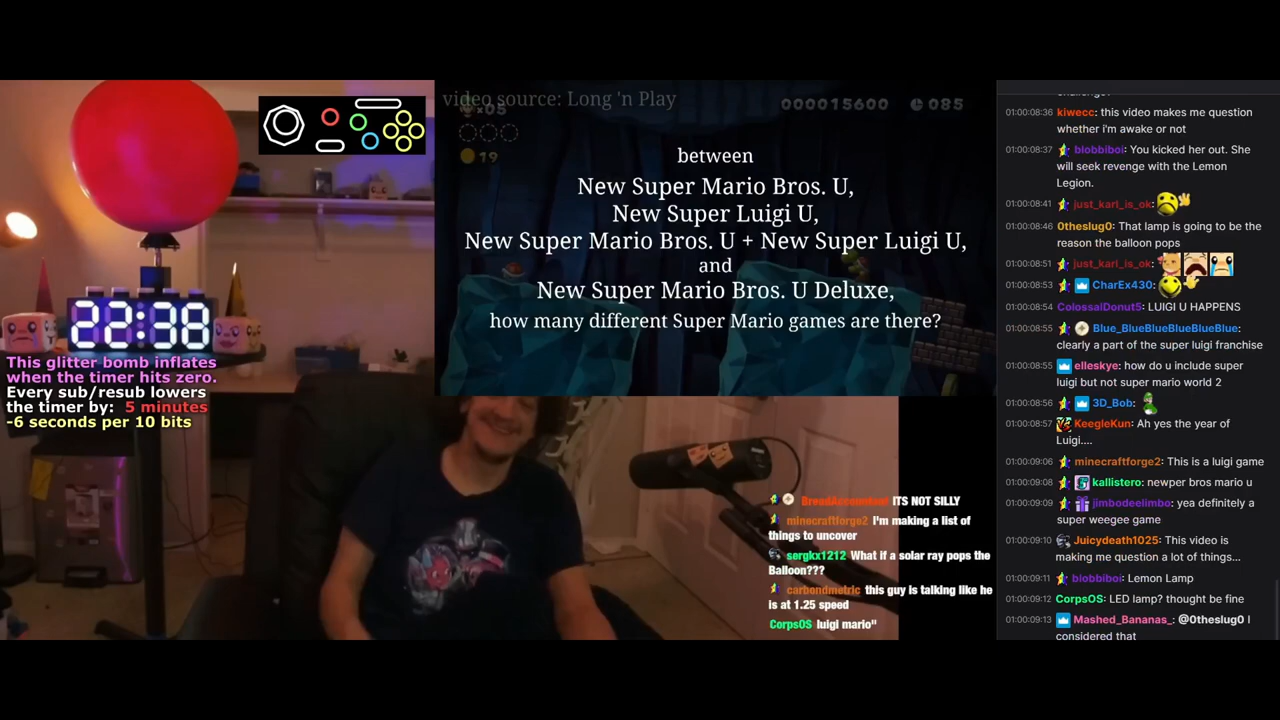 22:38
This glitter bomb inflates
when the timer hits zero.
Every sub/resub lowers
the timer by: 5 minutes
-6 seconds per 10 bits
video source: Long 'n Play
×05
000015600
085
19
between
New Super Mario Bros. U,
New Super Luigi U,
New Super Mario Bros. U + New Super Luigi U,
and
New Super Mario Bros. U Deluxe,
how many different Super Mario games are there?
BreadAccountant ITS NOT SILLY
minecraftforge2 I'm making a list of
things to uncover
sergkx1212 What if a solar ray pops the
Balloon???
carbondmetric this guy is talking like he
is at 1.25 speed
CorpsOS luigi mario"
01:00:08:36 kiwecc: this video makes me question
whether i'm awake or not
01:00:08:37 blobbiboi: You kicked her out. She
will seek revenge with the Lemon
Legion.
01:00:08:41 just_karl_is_ok:
01:00:08:46 0theslug0: That lamp is going to be the
reason the balloon pops
01:00:08:51 just_karl_is_ok:
01:00:08:53 CharEx430:
01:00:08:54 ColossalDonut5: LUIGI U HAPPENS
01:00:08:55 Blue_BlueBlueBlueBlueBlue:
clearly a part of the super luigi franchise
01:00:08:55 elleskye: how do u include super
luigi but not super mario world 2
01:00:08:56 3D_Bob:
01:00:08:57 KeegleKun: Ah yes the year of
Luigi....
01:00:09:06 minecraftforge2: This is a luigi game
01:00:09:08 kallistero: newper bros mario u
01:00:09:09 jimbodeelimbo: yea definitely a
super weegee game
01:00:09:10 Juicydeath1025: This video is
making me question a lot of things...
01:00:09:11 blobbiboi: Lemon Lamp
01:00:09:12 CorpsOS: LED lamp? thought be fine
01:00:09:13 Mashed_Bananas_: @0theslug0 I
considered that